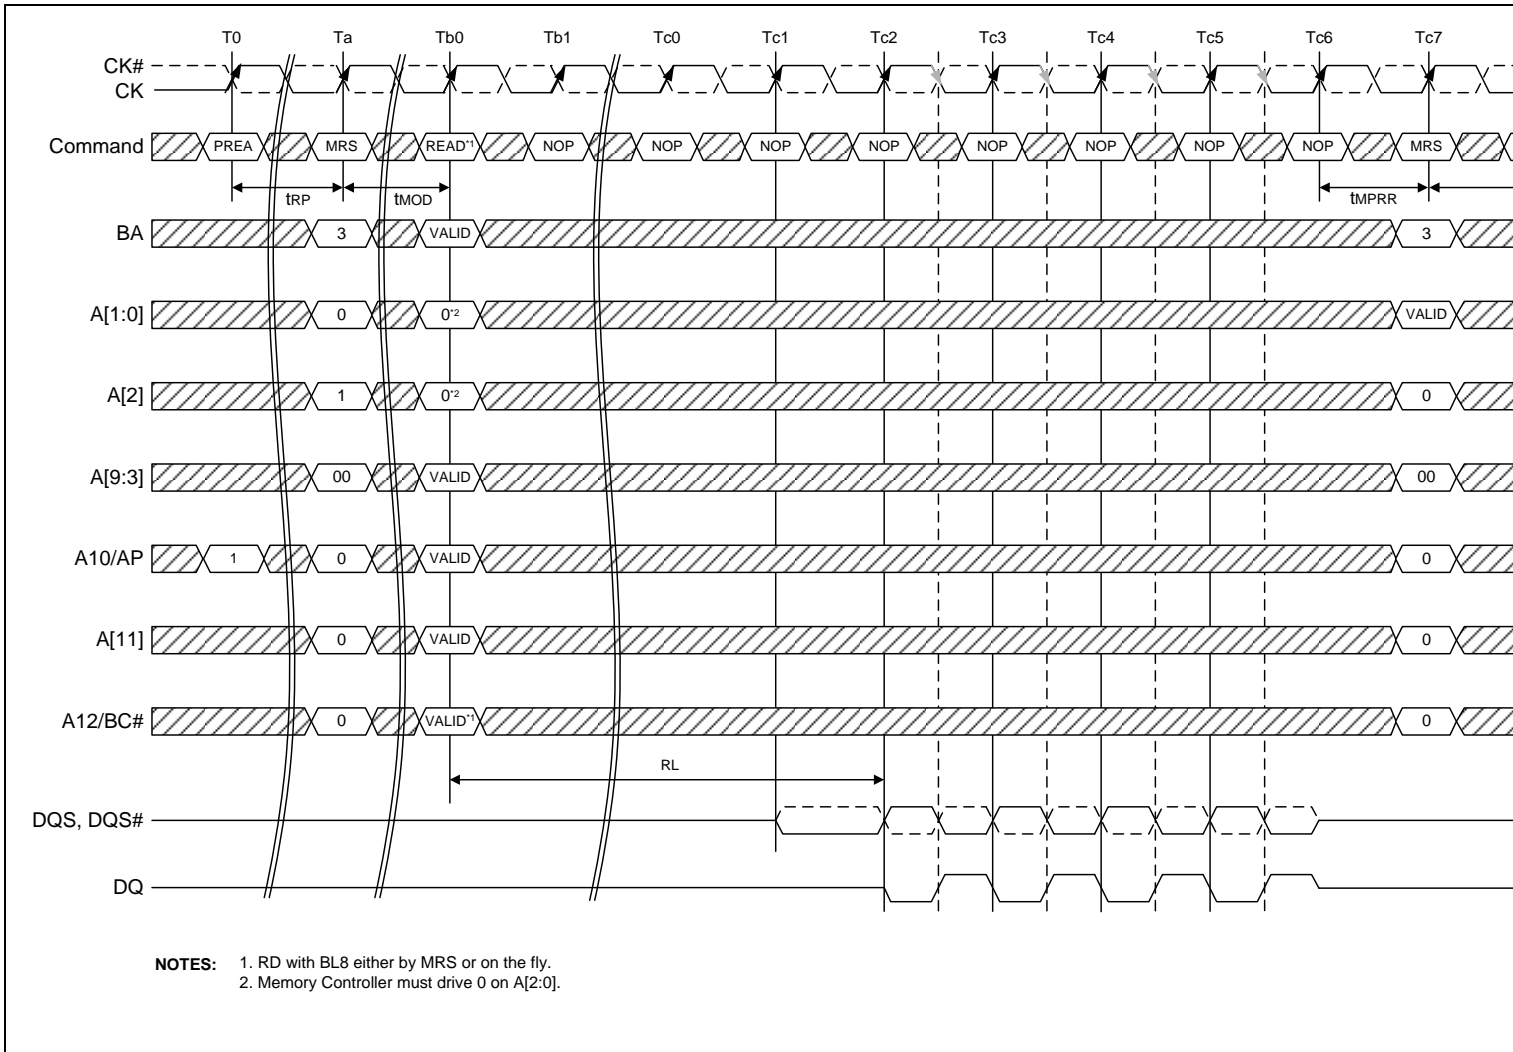 T0 Ta Tb0 Tb1 Tc0 Tc1 Tc2 Tc3 Tc4 Tc5 Tc6 Tc7
CK#
CK
Command PREA MRS READ*1 NOP NOP NOP NOP NOP NOP NOP NOP MRS
tRP tMOD tMPRR
BA 3 VALID 3
A[1:0] 0 0*2 VALID
A[2] 1 0*2 0
A[9:3] 00 VALID 00
A10/AP 1 0 VALID 0
A[11] 0 VALID 0
A12/BC# 0 VALID*1 0
RL
DQS, DQS#
DQ
NOTES: 1. RD with BL8 either by MRS or on the fly.
2. Memory Controller must drive 0 on A[2:0].